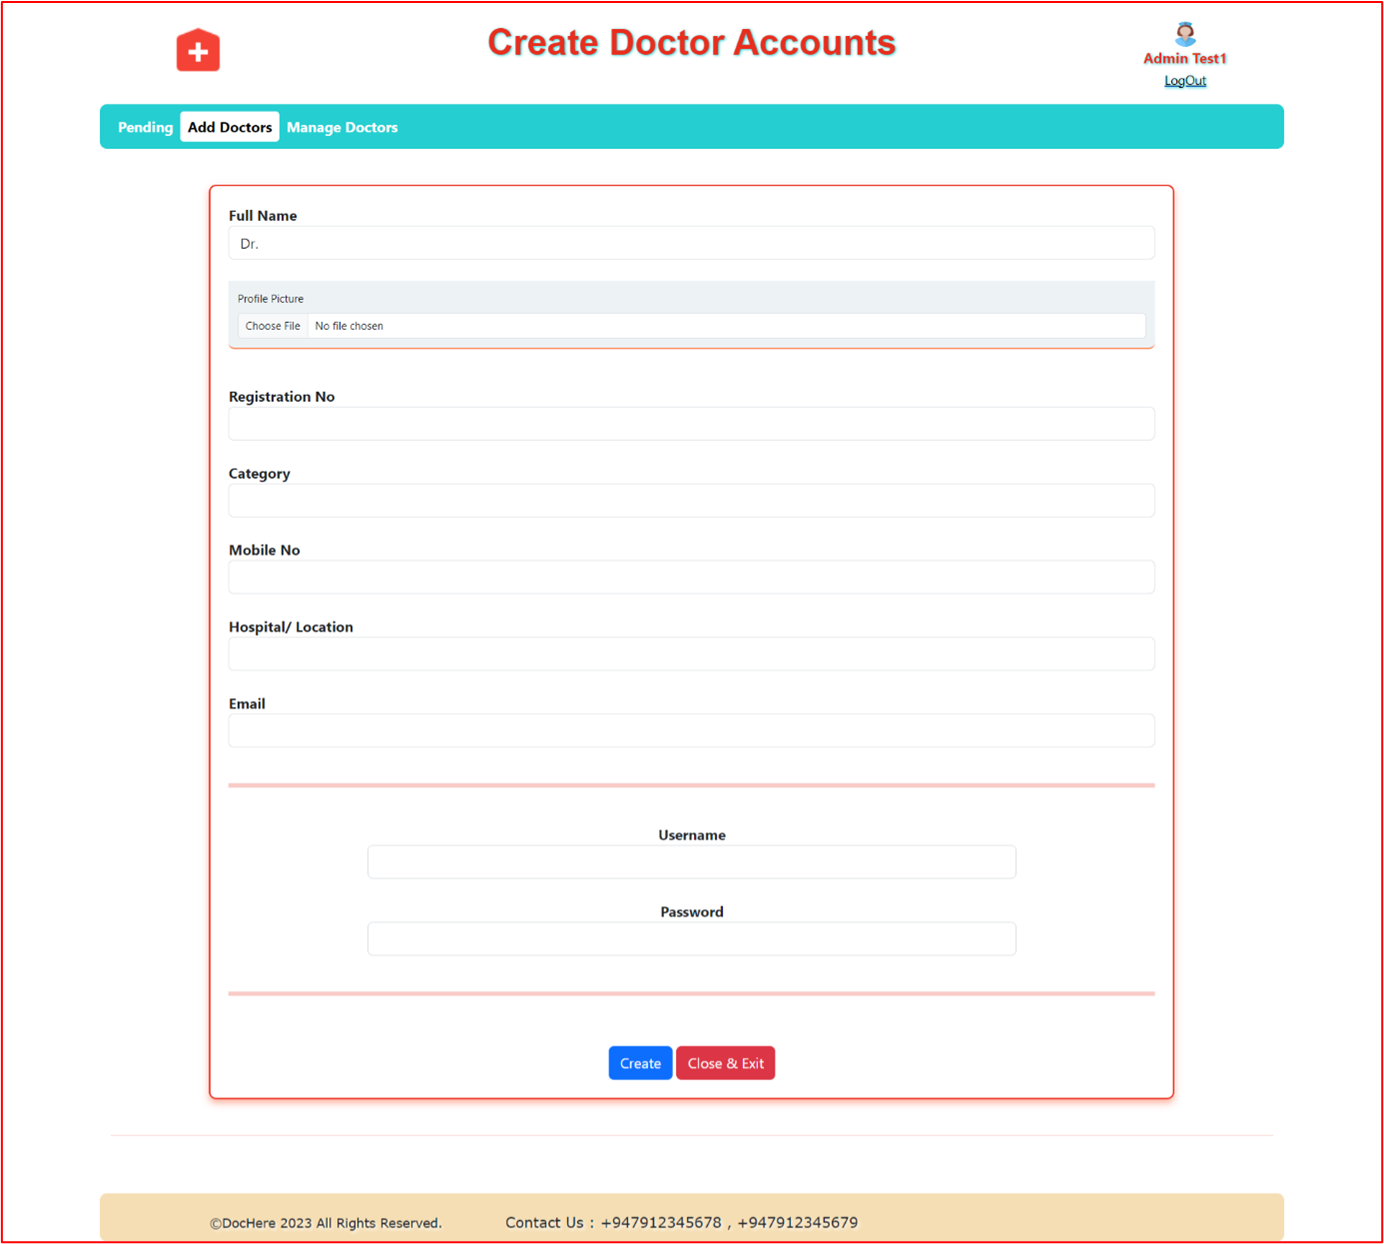 Create Doctor Accounts
Admin Test1
LogOut
Pending Add Doctors Manage Doctors
Full Name
Dr.
Profile Picture
Choose File No file chosen
Registration No
Category
Mobile No
Hospital/ Location
Email
Username
Password
Create Close & Exit
©DocHere 2023 All Rights Reserved. Contact Us : +947912345678 , +947912345679